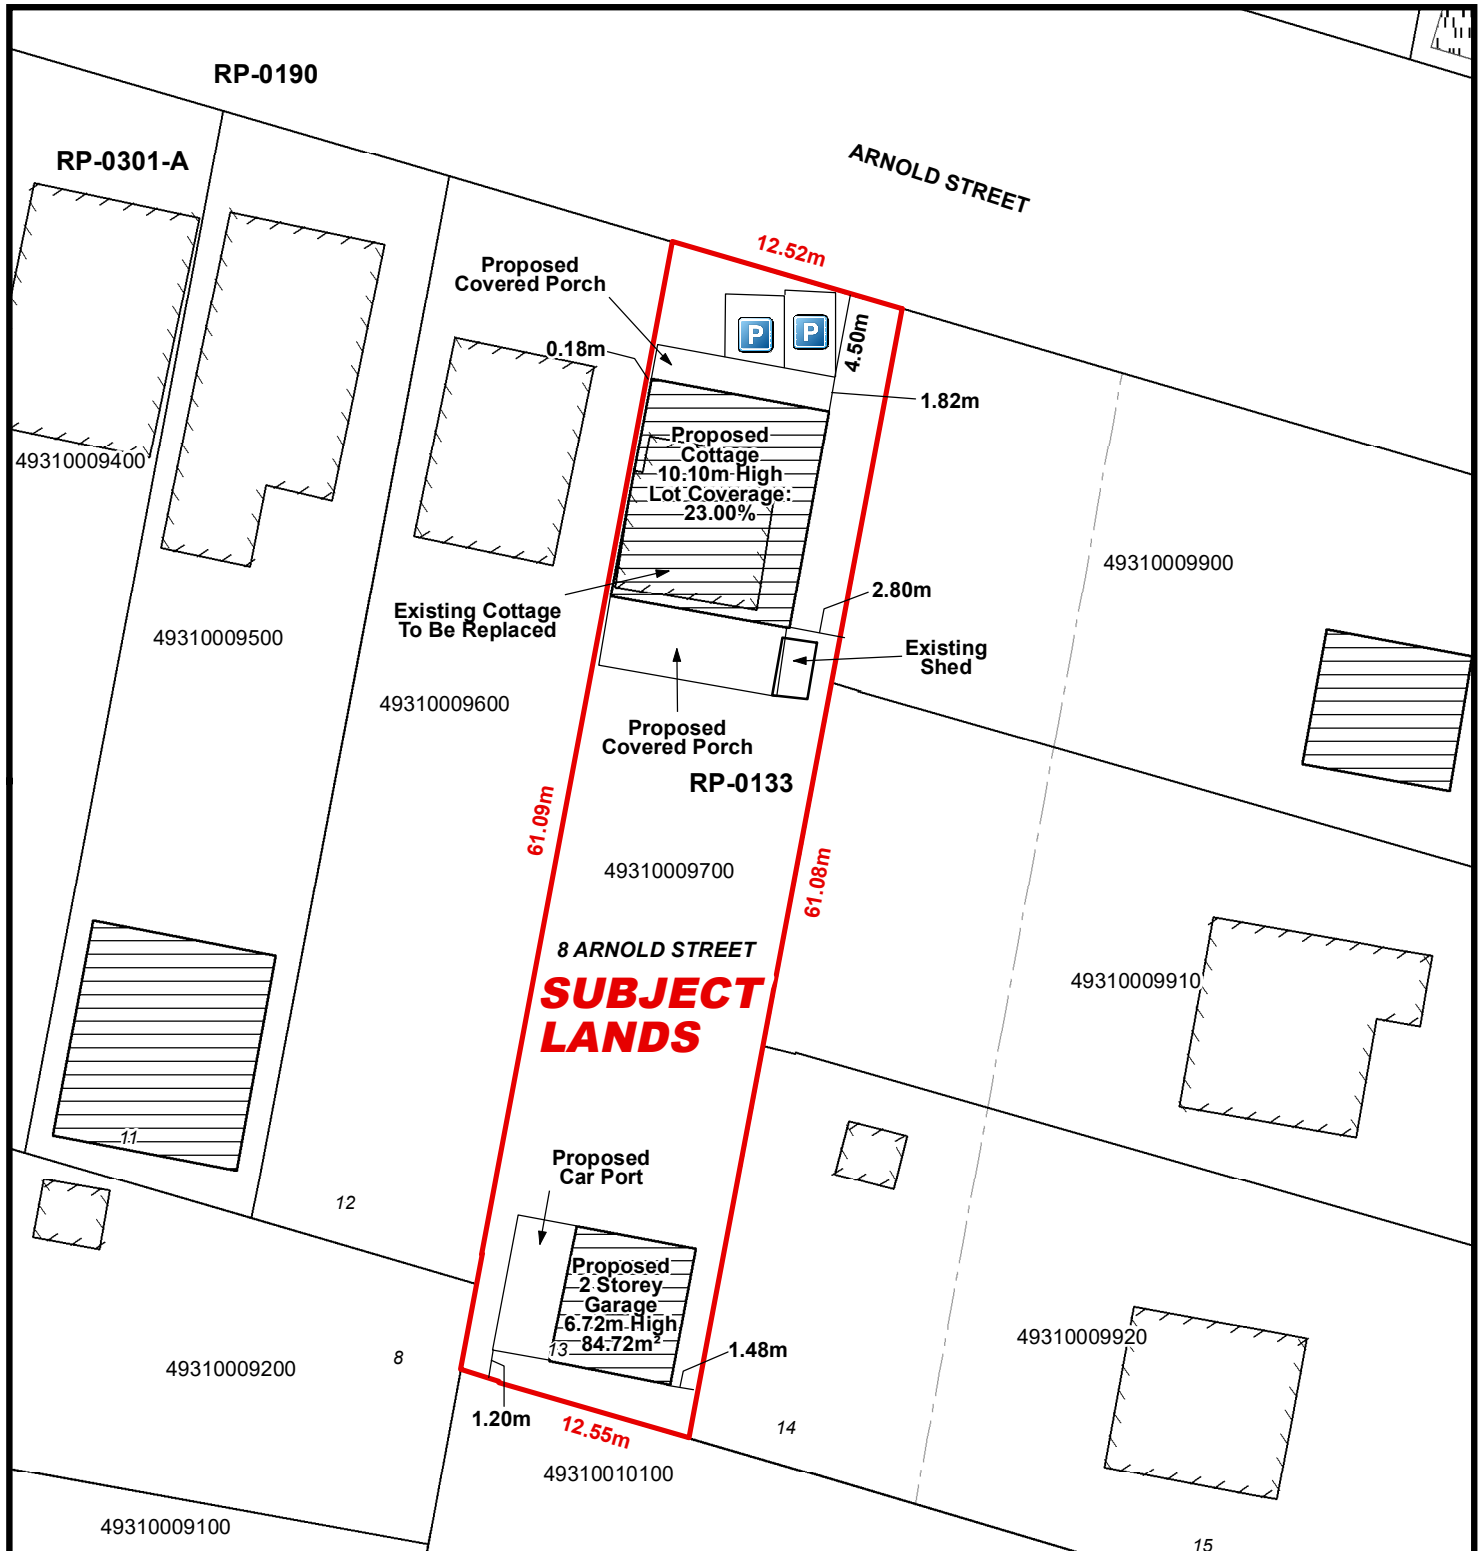 RP-0190
ARNOLD STREET
RP-0301-A
12.52m
Proposed
Covered Porch
P
P
4.50m
0.18m
1.82m
Proposed
Cottage
10.10m High
Lot Coverage:
23.00%
49310009400
49310009900
2.80m
Existing Cottage
To Be Replaced
49310009500
Existing
Shed
49310009600
Proposed
Covered Porch
RP-0133
61.09m
49310009700
61.08m
8 ARNOLD STREET
SUBJECT
LANDS
49310009910
11
Proposed
Car Port
12
Proposed
2 Storey
Garage
6.72m High
84.72m²
13
1.48m
49310009920
8
49310009200
1.20m
12.55m
14
49310010100
49310009100
15